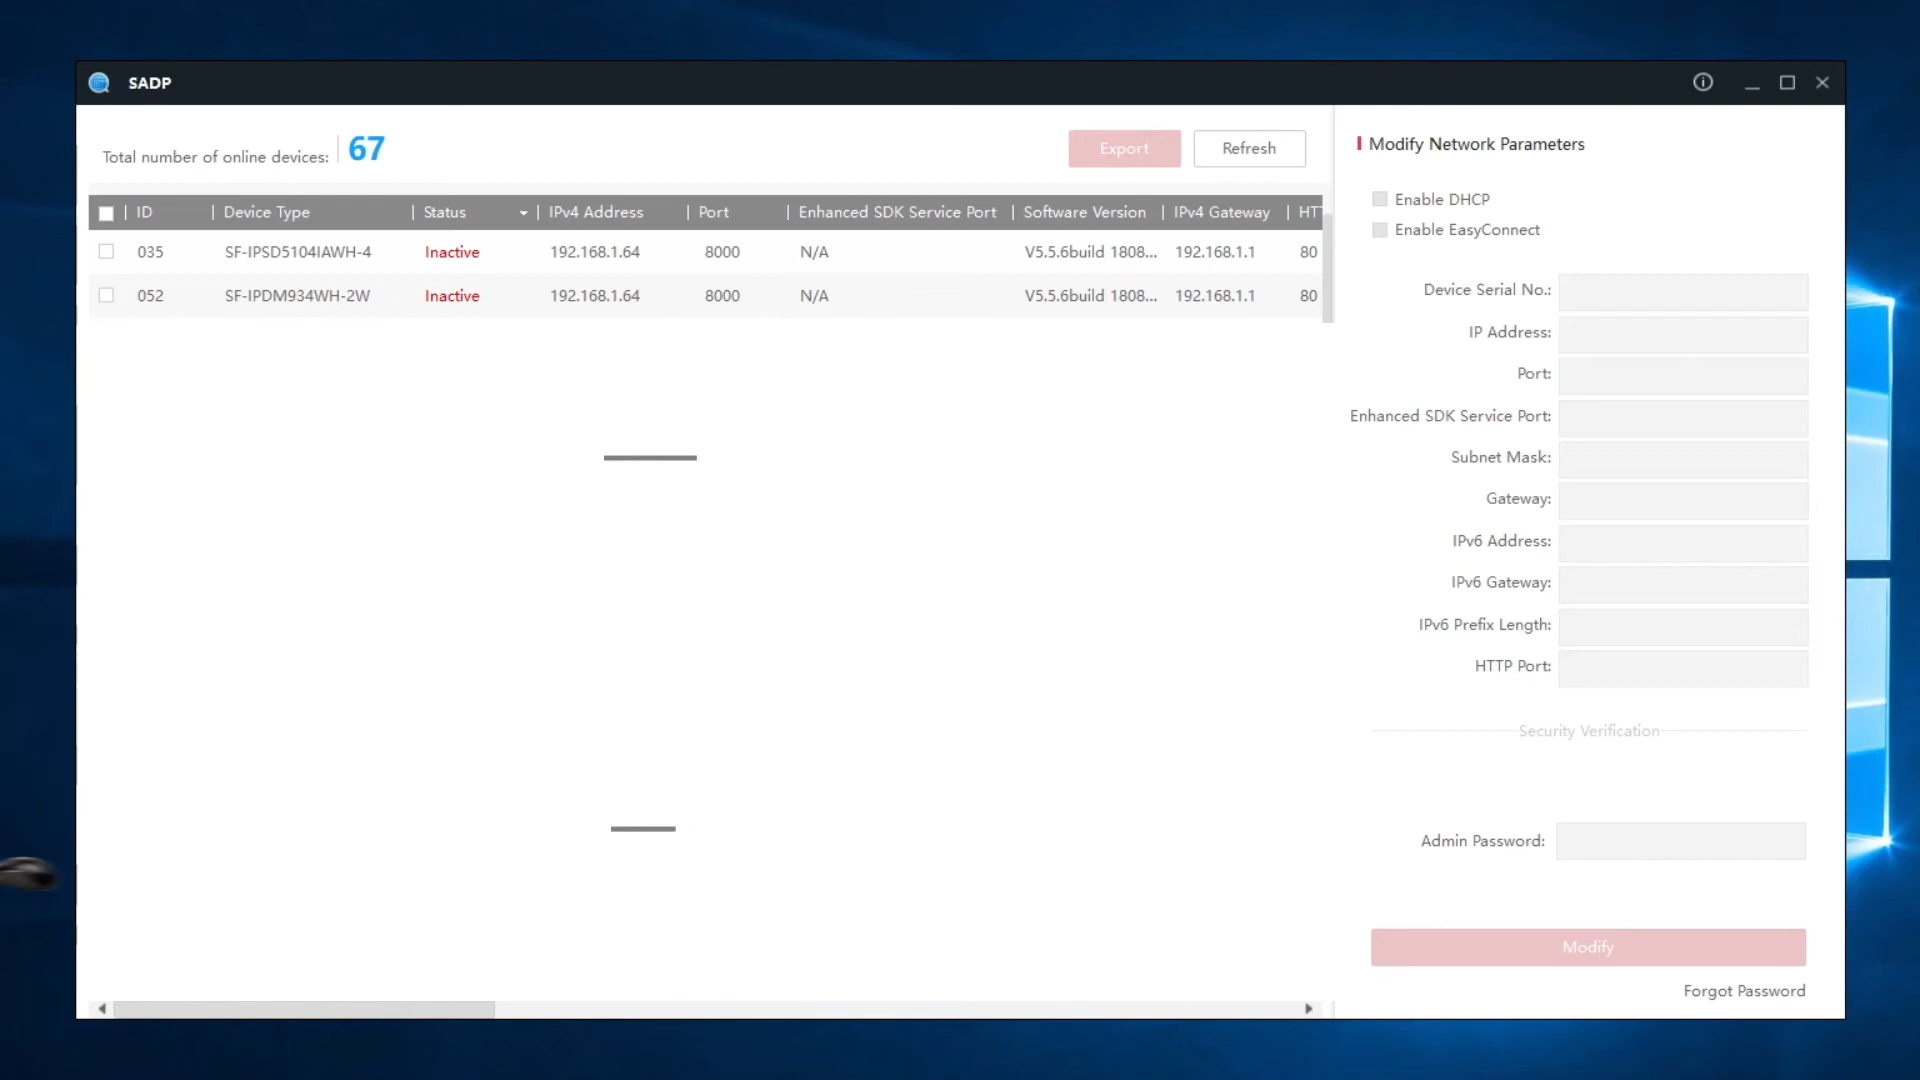 SADP
Total number of online devices: 67
Export Refresh
ID Device Type Status IPv4 Address Port Enhanced SDK Service Port Software Version IPv4 Gateway HT
035 SF-IPSD5104IAWH-4 Inactive 192.168.1.64 8000 N/A V5.5.6build 1808... 192.168.1.1 80
052 SF-IPDM934WH-2W Inactive 192.168.1.64 8000 N/A V5.5.6build 1808... 192.168.1.1 80
Modify Network Parameters
Enable DHCP
Enable EasyConnect
Device Serial No.:
IP Address:
Port:
Enhanced SDK Service Port:
Subnet Mask:
Gateway:
IPv6 Address:
IPv6 Gateway:
IPv6 Prefix Length:
HTTP Port:
Security Verification
Admin Password:
Modify
Forgot Password